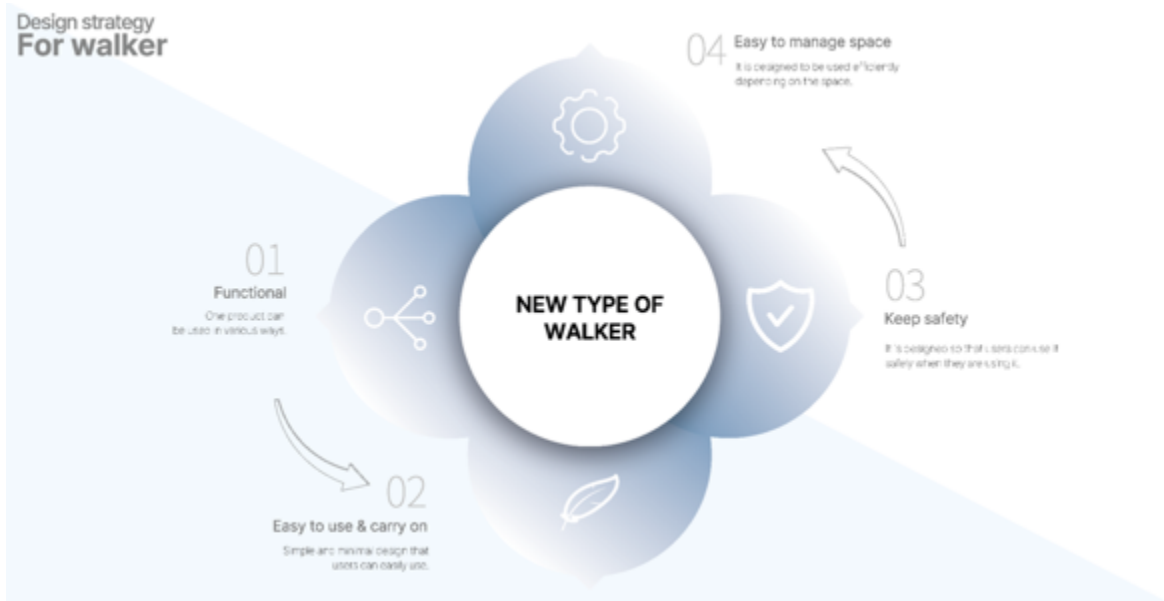 Design strategy
For walker
01
Functional
One product can
be used in various ways.
02
Easy to use & carry on
Simple and minimal design that
users can easily use.
NEW TYPE OF
WALKER
03
Keep safety
It is designed so that users can use it
safely when they are using it.
04
Easy to manage space
It is designed to be used efficiently
depending on the space.